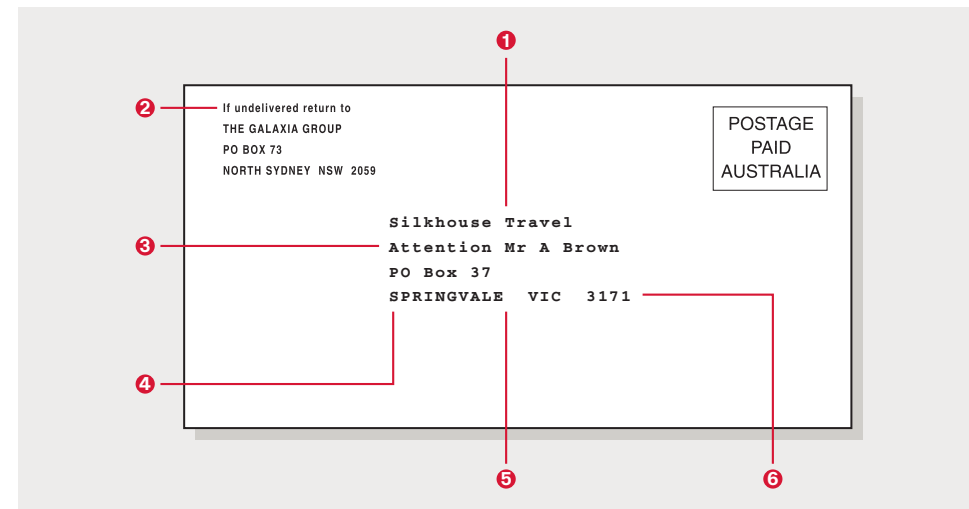 1
2 If undelivered return to
THE GALAXIA GROUP
PO BOX 73
NORTH SYDNEY NSW 2059
POSTAGE
PAID
AUSTRALIA
Silkhouse Travel
3 Attention Mr A Brown
PO Box 37
SPRINGVALE VIC 3171
4
5
6